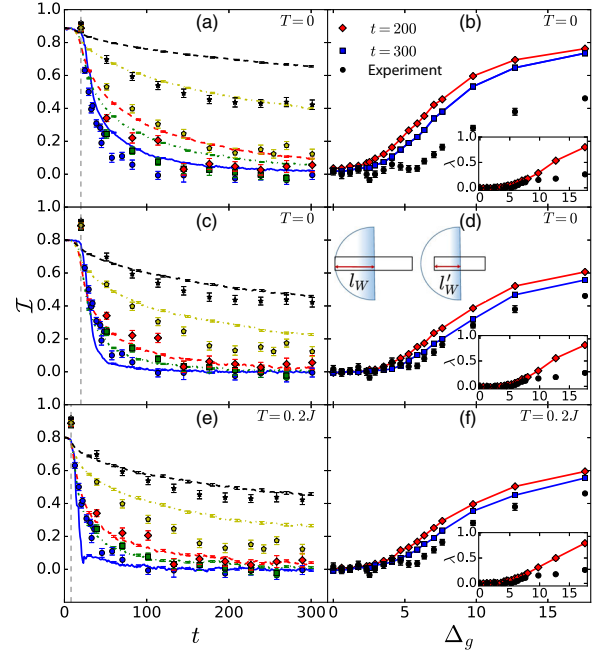 (a) T = 0
1.0
0.8
0.6
0.4
0.2
0.0
(b) T = 0
t = 200
t = 300
Experiment
1.0
0.5
0.0
λ
0 5 10 15
(c) T = 0
1.0
0.8
0.6
0.4
0.2
0.0
ℐ
(d) T = 0
l_W l′_W
1.0
0.5
0.0
λ
0 5 10 15
(e) T = 0.2J
1.0
0.8
0.6
0.4
0.2
0.0
0 100 200 300
t
(f) T = 0.2J
1.0
0.5
0.0
λ
0 5 10 15
0 5 10 15
Δ_g